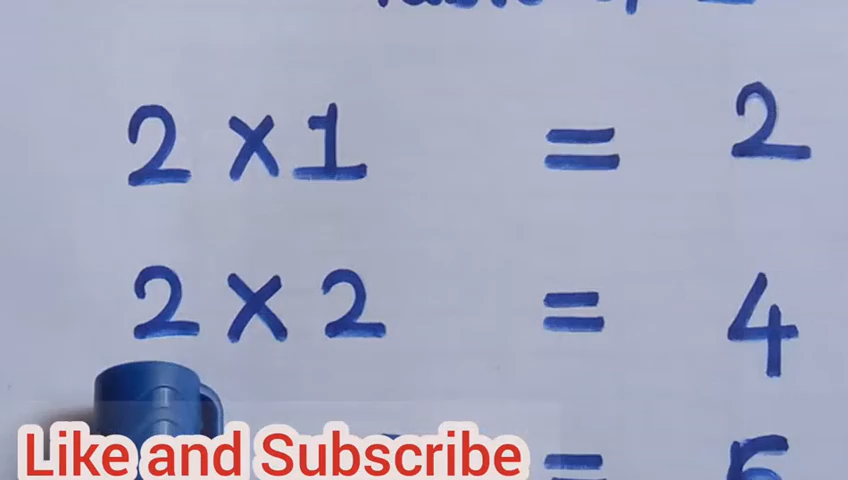 2 × 1 = 2
2 × 2 = 4
Like and Subscribe